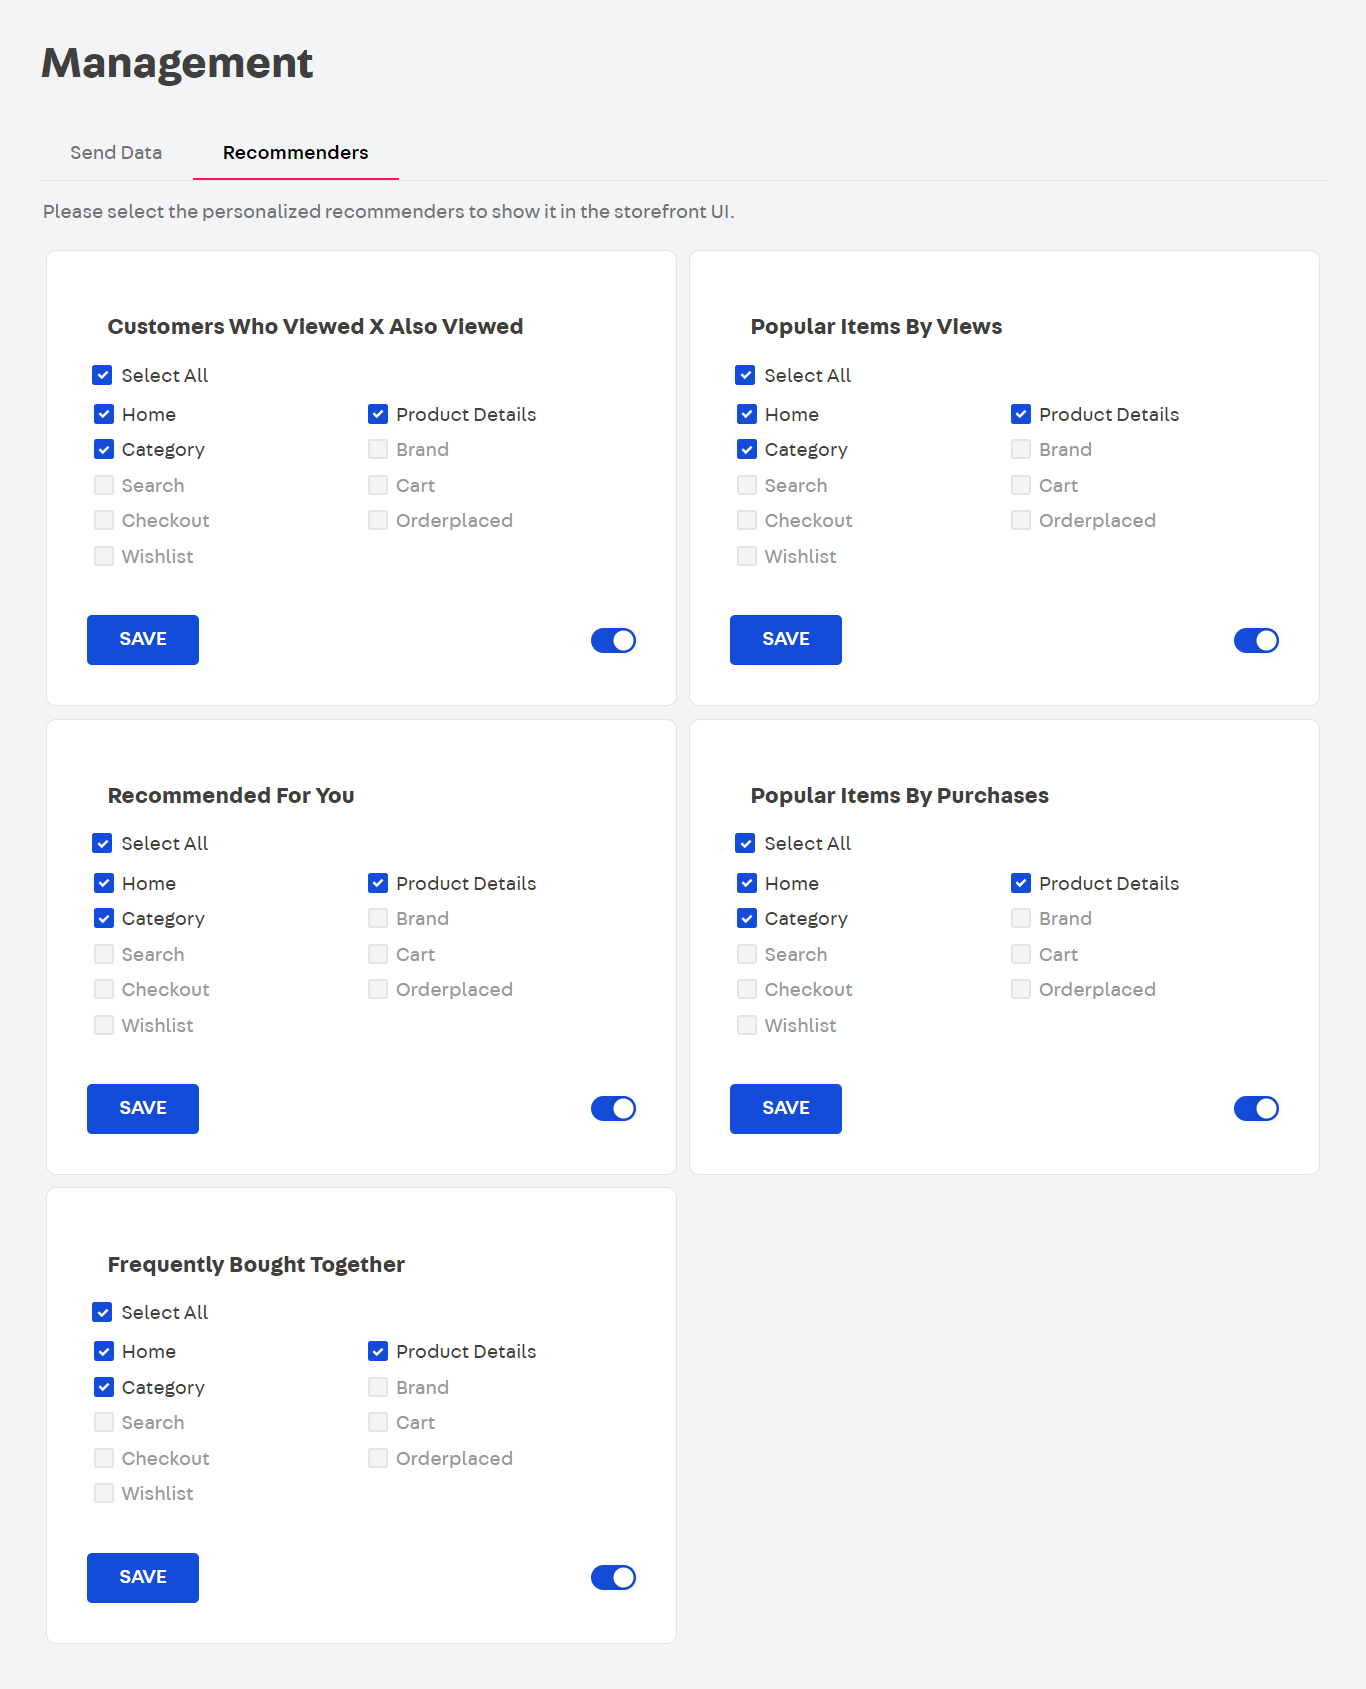 Management
Send Data
Recommenders
Please select the personalized recommenders to show it in the storefront UI.
Customers Who Viewed X Also Viewed
Select All
Home
Product Details
Category
Brand
Search
Cart
Checkout
Orderplaced
Wishlist
SAVE
Popular Items By Views
Select All
Home
Product Details
Category
Brand
Search
Cart
Checkout
Orderplaced
Wishlist
SAVE
Recommended For You
Select All
Home
Product Details
Category
Brand
Search
Cart
Checkout
Orderplaced
Wishlist
SAVE
Popular Items By Purchases
Select All
Home
Product Details
Category
Brand
Search
Cart
Checkout
Orderplaced
Wishlist
SAVE
Frequently Bought Together
Select All
Home
Product Details
Category
Brand
Search
Cart
Checkout
Orderplaced
Wishlist
SAVE